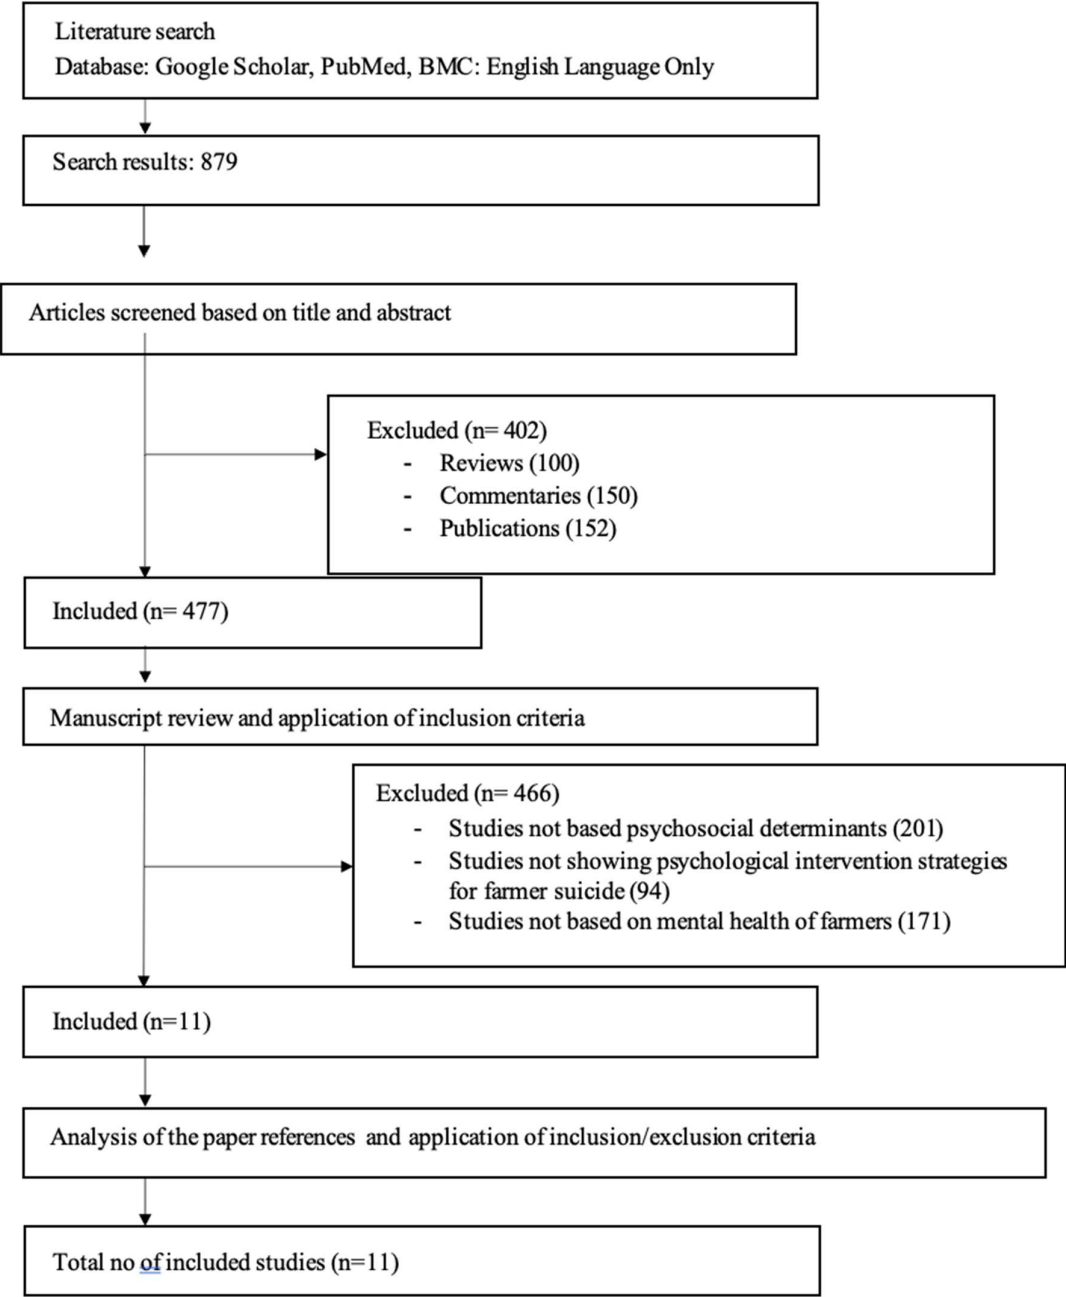 Literature search
Database: Google Scholar, PubMed, BMC: English Language Only
Search results: 879
Articles screened based on title and abstract
Excluded (n= 402)
- Reviews (100)
- Commentaries (150)
- Publications (152)
Included (n= 477)
Manuscript review and application of inclusion criteria
Excluded (n= 466)
- Studies not based psychosocial determinants (201)
- Studies not showing psychological intervention strategies
for farmer suicide (94)
- Studies not based on mental health of farmers (171)
Included (n=11)
Analysis of the paper references and application of inclusion/exclusion criteria
Total no of included studies (n=11)